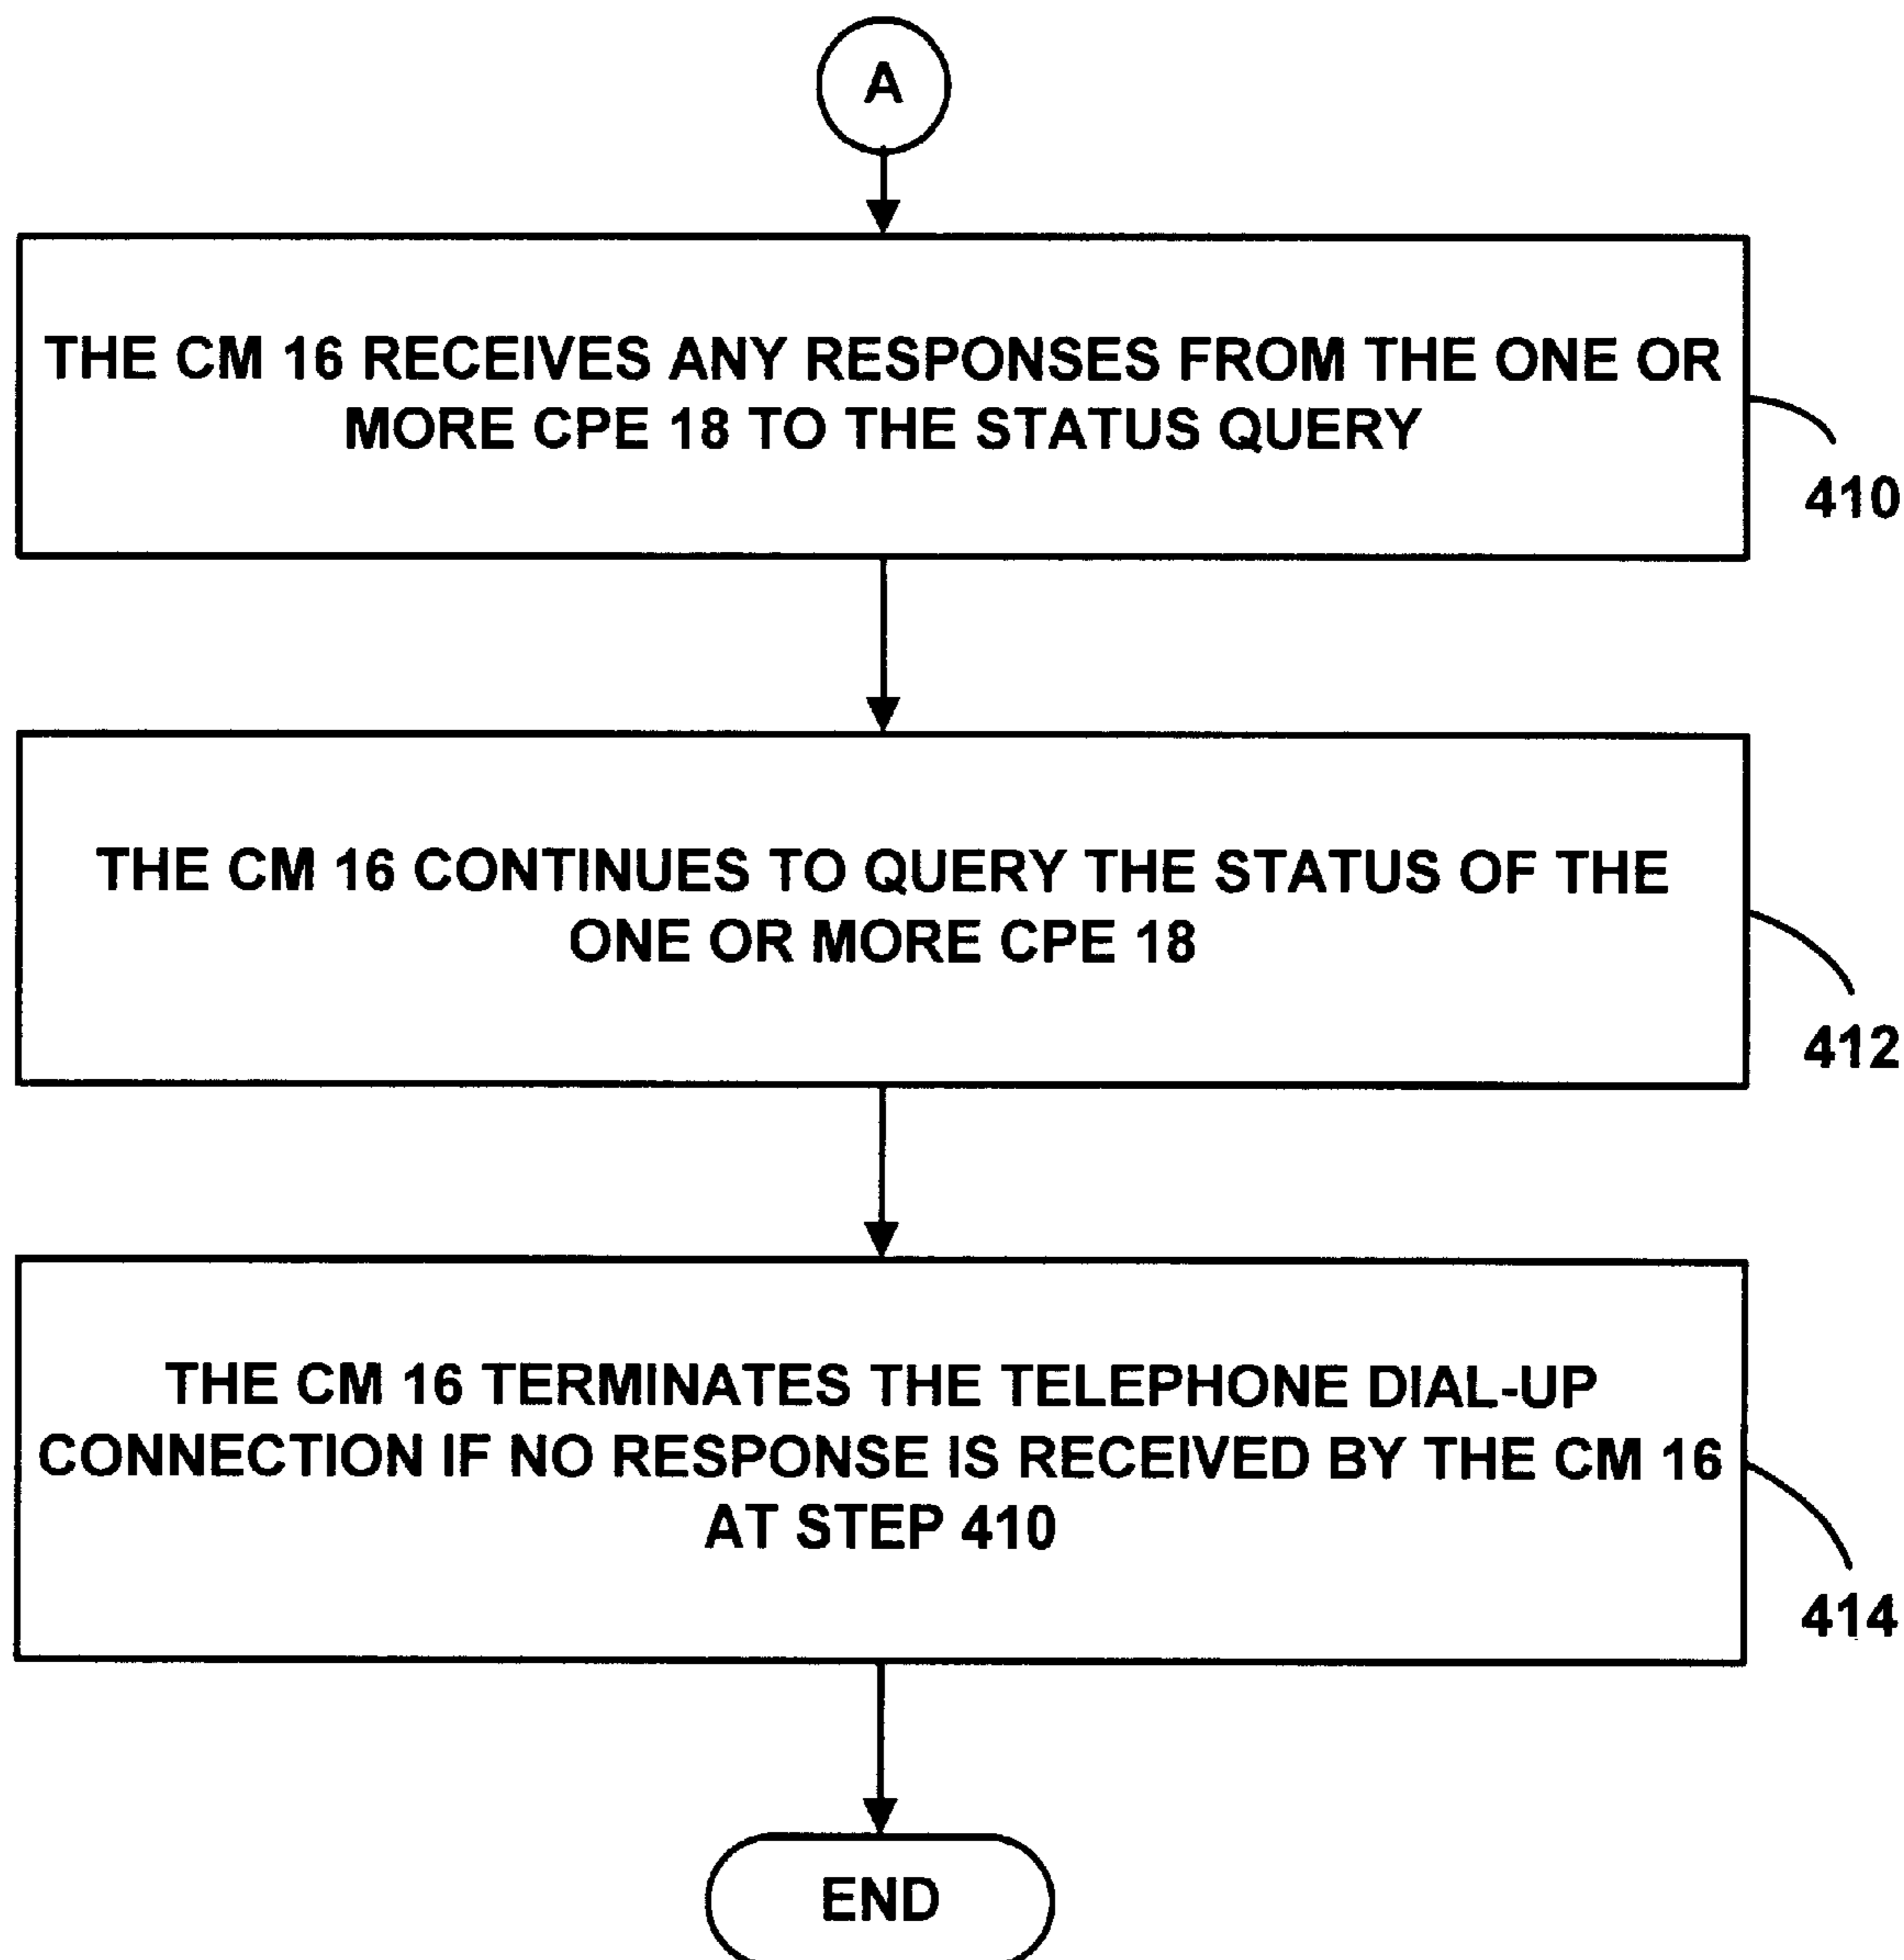 A
THE CM 16 RECEIVES ANY RESPONSES FROM THE ONE OR
MORE CPE 18 TO THE STATUS QUERY
410
THE CM 16 CONTINUES TO QUERY THE STATUS OF THE
ONE OR MORE CPE 18
412
THE CM 16 TERMINATES THE TELEPHONE DIAL-UP
CONNECTION IF NO RESPONSE IS RECEIVED BY THE CM 16
AT STEP 410
414
END